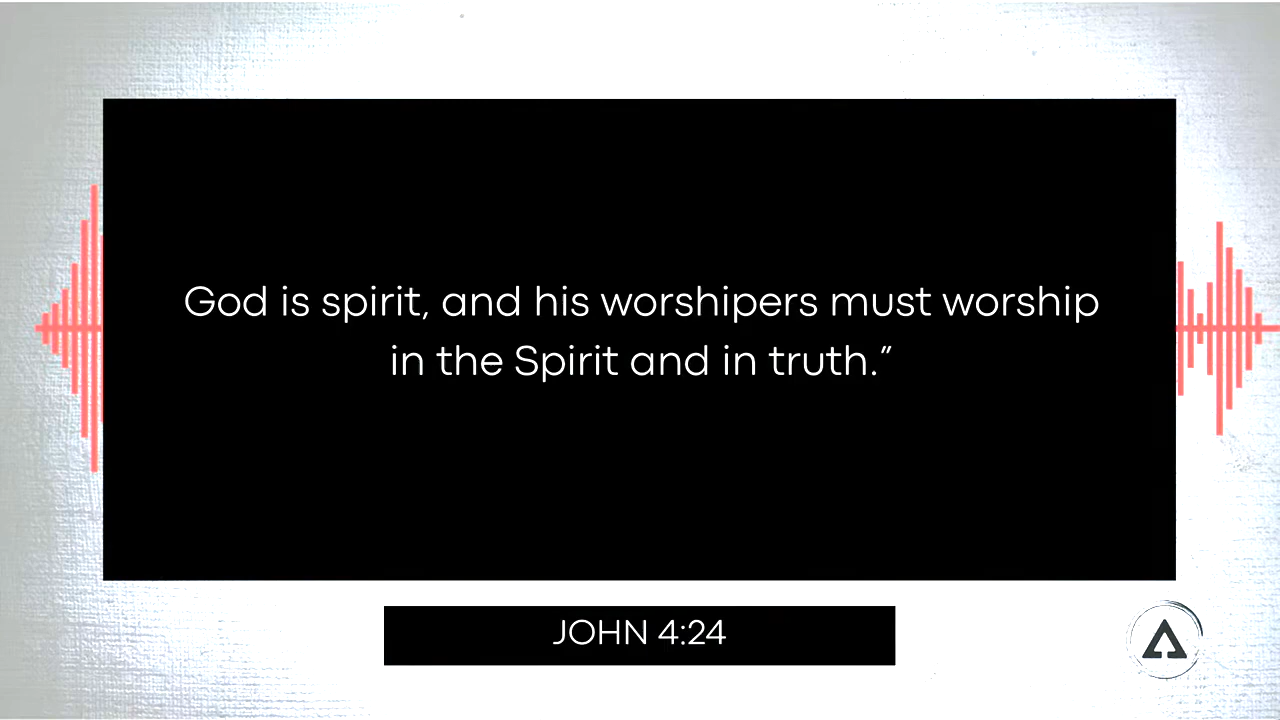 God is spirit, and his worshipers must worship
in the Spirit and in truth.”
JOHN 4:24